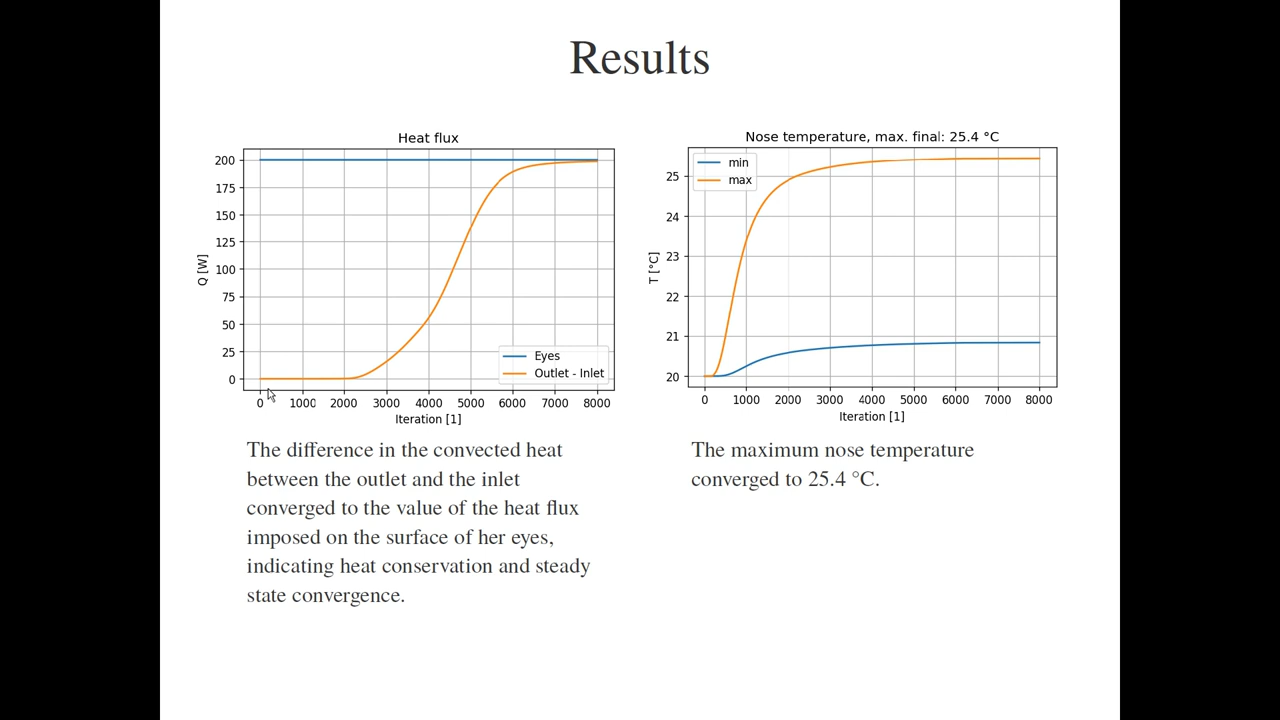 Results
Heat flux
200
175
150
125
100
75
50
25
0
Q [W]
Eyes
Outlet - Inlet
0 1000 2000 3000 4000 5000 6000 7000 8000
Iteration [1]
The difference in the convected heat
between the outlet and the inlet
converged to the value of the heat flux
imposed on the surface of her eyes,
indicating heat conservation and steady
state convergence.
Nose temperature, max. final: 25.4 °C
min
max
25
24
23
22
21
20
T [°C]
0 1000 2000 3000 4000 5000 6000 7000 8000
Iteration [1]
The maximum nose temperature
converged to 25.4 °C.